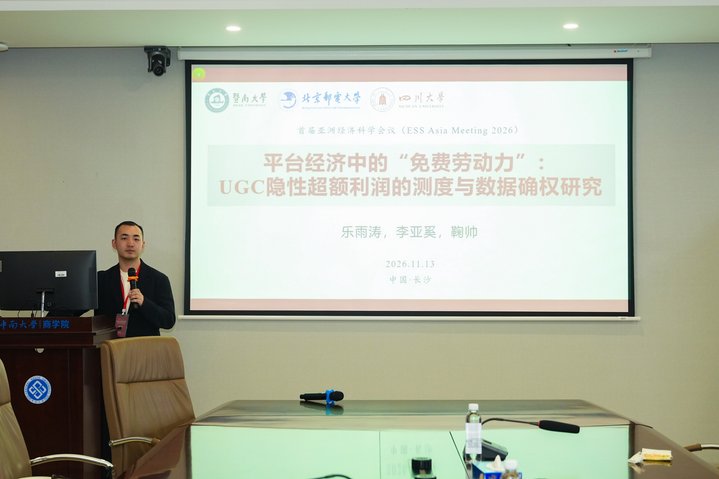 暨南大学 北京邮电大学 四川大学
首届亚洲经济科学会议（ESS Asia Meeting 2026）
平台经济中的“免费劳动力”：
UGC隐性超额利润的测度与数据确权研究
乐雨涛，李亚奚，鞠帅
2026.11.13
中国·长沙
中南大学 商学院